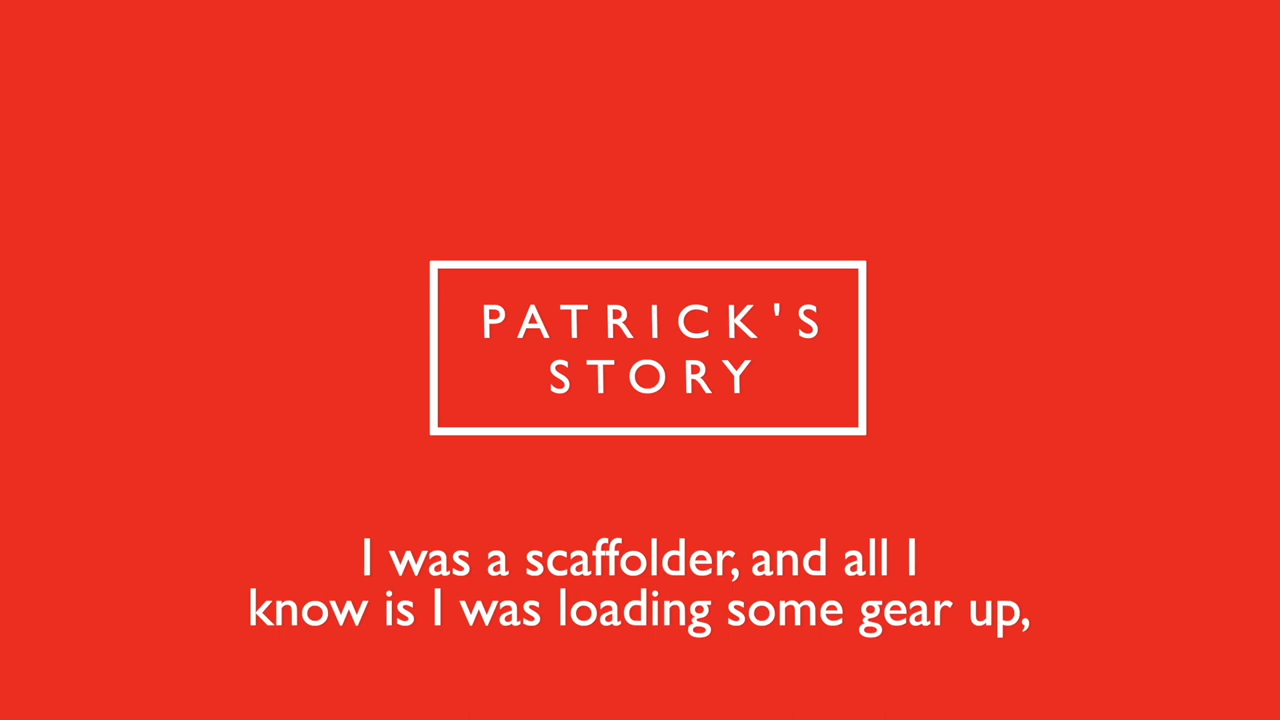 PATRICK'S
STORY
I was a scaffolder, and all I
know is I was loading some gear up,